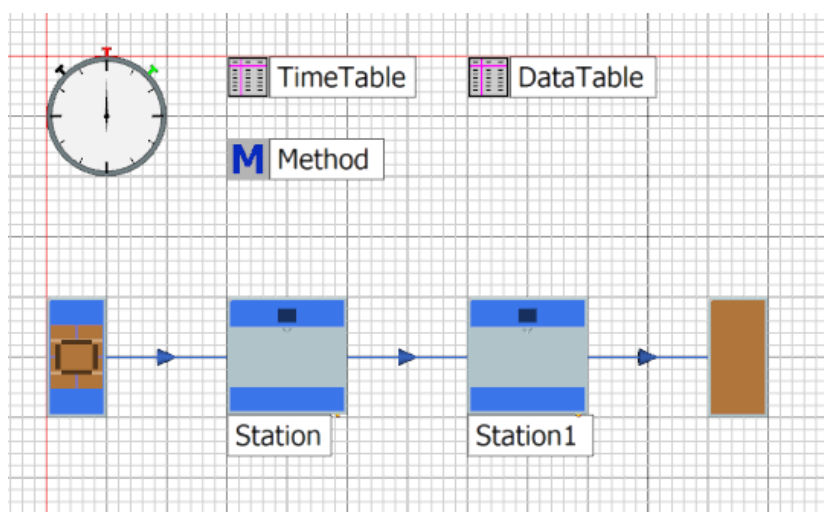 TimeTable
DataTable
M Method
Station
Station1